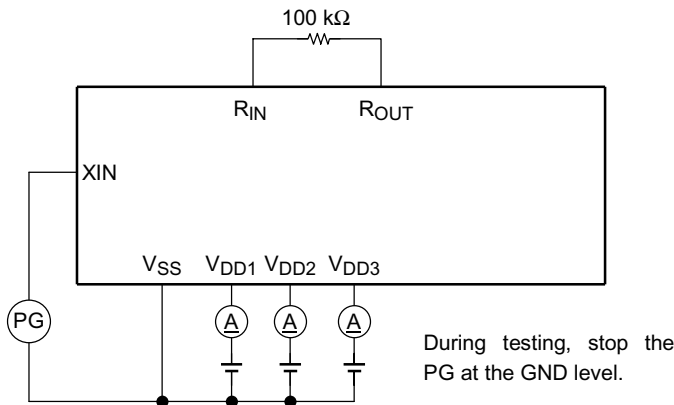 100 kΩ
RIN ROUT
XIN
VSS VDD1 VDD2 VDD3
PG A A A
During testing, stop the
PG at the GND level.